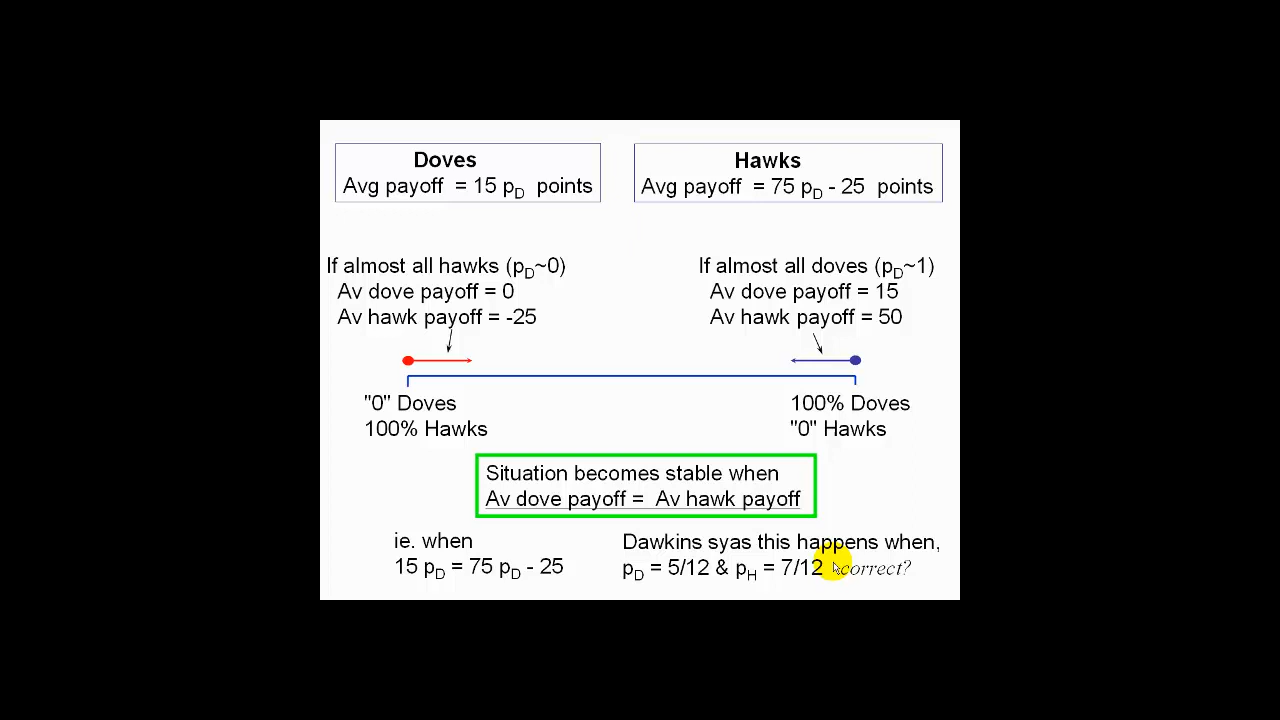 Doves
Avg payoff = 15 pD points
Hawks
Avg payoff = 75 pD - 25 points
If almost all hawks (pD~0)
Av dove payoff = 0
Av hawk payoff = -25
If almost all doves (pD~1)
Av dove payoff = 15
Av hawk payoff = 50
"0" Doves
100% Hawks
100% Doves
"0" Hawks
Situation becomes stable when
Av dove payoff = Av hawk payoff
ie. when
15 pD = 75 pD - 25
Dawkins syas this happens when,
pD = 5/12 & pH = 7/12 correct?